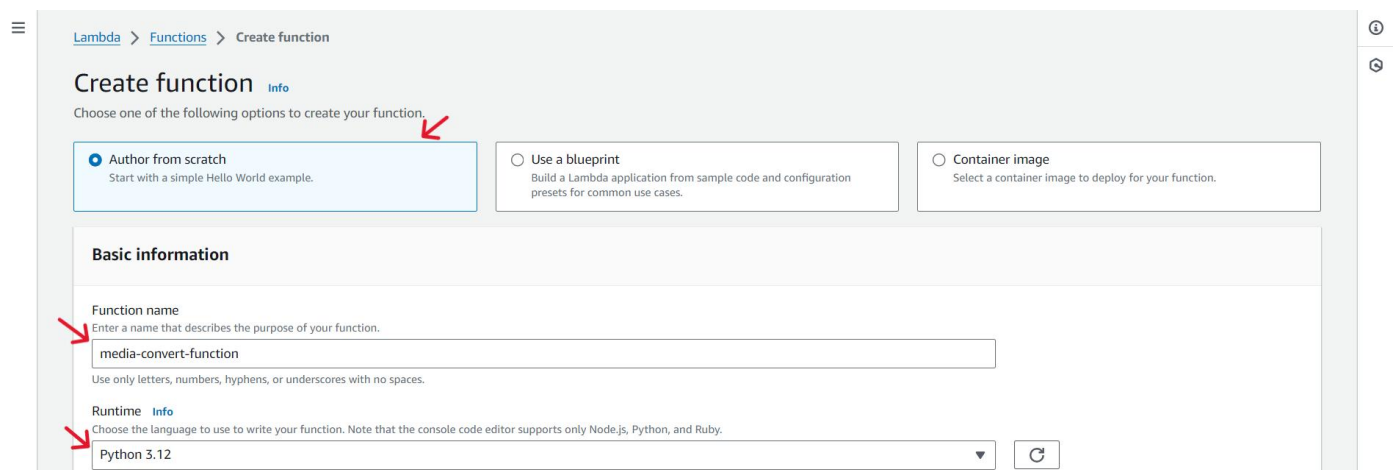 Lambda > Functions > Create function
Create function Info
Choose one of the following options to create your function.
Author from scratch
Start with a simple Hello World example.
Use a blueprint
Build a Lambda application from sample code and configuration
presets for common use cases.
Container image
Select a container image to deploy for your function.
Basic information
Function name
Enter a name that describes the purpose of your function.
media-convert-function
Use only letters, numbers, hyphens, or underscores with no spaces.
Runtime Info
Choose the language to use to write your function. Note that the console code editor supports only Node.js, Python, and Ruby.
Python 3.12